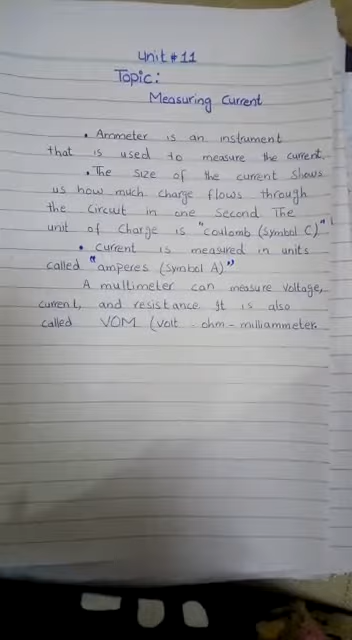 Unit # 11
Topic:
Measuring Current
• Ammeter is an instrument
that is used to measure the current.
• The size of the current shows
us how much charge flows through
the circuit in one second The
unit of charge is "coulomb (symbol C)"
• current is measured in units
called "amperes (symbol A)"
A multimeter can measure voltage,
current, and resistance. It is also
called VOM (volt - ohm - milliammeter.